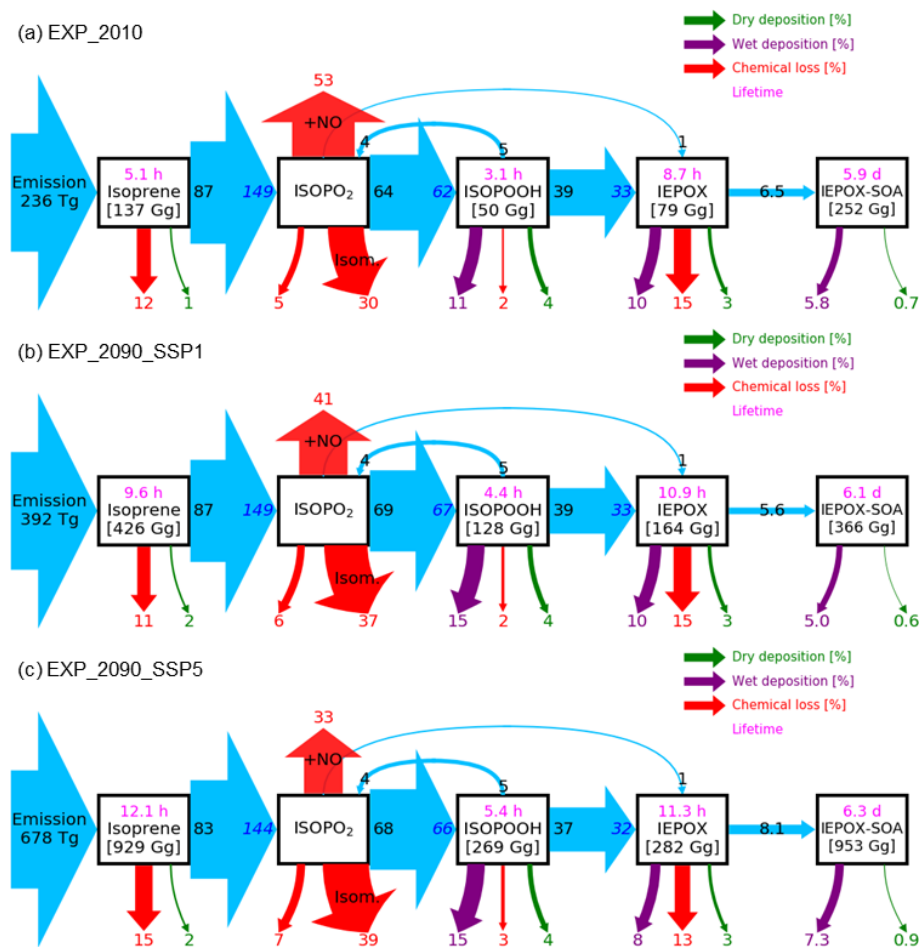 (a) EXP_2010
Dry deposition [%]
Wet deposition [%]
Chemical loss [%]
Lifetime
53
+NO
4
5
1
Emission
236 Tg
5.1 h
Isoprene
[137 Gg]
87
149
ISOPO2
64
62
3.1 h
ISOPOOH
[50 Gg]
39
33
8.7 h
IEPOX
[79 Gg]
6.5
5.9 d
IEPOX-SOA
[252 Gg]
Isom.
12
1
5
30
11
2
4
10
15
3
5.8
0.7
(b) EXP_2090_SSP1
Dry deposition [%]
Wet deposition [%]
Chemical loss [%]
Lifetime
41
+NO
4
5
1
Emission
392 Tg
9.6 h
Isoprene
[426 Gg]
87
149
ISOPO2
69
67
4.4 h
ISOPOOH
[128 Gg]
39
33
10.9 h
IEPOX
[164 Gg]
5.6
6.1 d
IEPOX-SOA
[366 Gg]
Isom.
11
2
6
37
15
2
4
10
15
3
5.0
0.6
(c) EXP_2090_SSP5
Dry deposition [%]
Wet deposition [%]
Chemical loss [%]
Lifetime
33
+NO
4
5
1
Emission
678 Tg
12.1 h
Isoprene
[929 Gg]
83
144
ISOPO2
68
66
5.4 h
ISOPOOH
[269 Gg]
37
32
11.3 h
IEPOX
[282 Gg]
8.1
6.3 d
IEPOX-SOA
[953 Gg]
Isom.
15
2
7
39
15
3
4
8
13
3
7.3
0.9